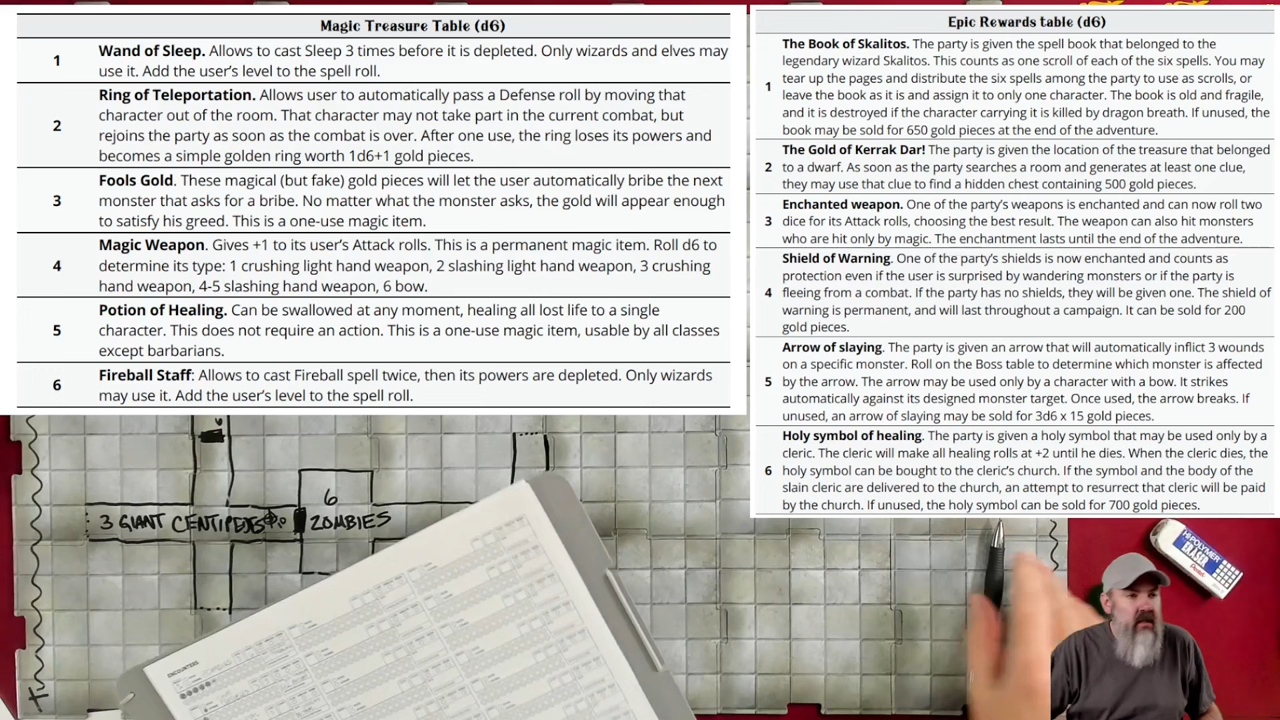 Magic Treasure Table (d6)
1
Wand of Sleep. Allows to cast Sleep 3 times before it is depleted. Only wizards and elves may
use it. Add the user's level to the spell roll.
2
Ring of Teleportation. Allows user to automatically pass a Defense roll by moving that
character out of the room. That character may not take part in the current combat, but
rejoins the party as soon as the combat is over. After one use, the ring loses its powers and
becomes a simple golden ring worth 1d6+1 gold pieces.
3
Fools Gold. These magical (but fake) gold pieces will let the user automatically bribe the next
monster that asks for a bribe. No matter what the monster asks, the gold will appear enough
to satisfy his greed. This is a one-use magic item.
4
Magic Weapon. Gives +1 to its user's Attack rolls. This is a permanent magic item. Roll d6 to
determine its type: 1 crushing light hand weapon, 2 slashing light hand weapon, 3 crushing
hand weapon, 4-5 slashing hand weapon, 6 bow.
5
Potion of Healing. Can be swallowed at any moment, healing all lost life to a single
character. This does not require an action. This is a one-use magic item, usable by all classes
except barbarians.
6
Fireball Staff: Allows to cast Fireball spell twice, then its powers are depleted. Only wizards
may use it. Add the user's level to the spell roll.
Epic Rewards table (d6)
1
The Book of Skalitos. The party is given the spell book that belonged to the
legendary wizard Skalitos. This counts as one scroll of each of the six spells. You may
tear up the pages and distribute the six spells among the party to use as scrolls, or
leave the book as it is and assign it to only one character. The book is old and fragile,
and it is destroyed if the character carrying it is killed by dragon breath. If unused, the
book may be sold for 650 gold pieces at the end of the adventure.
2
The Gold of Kerrak Dar! The party is given the location of the treasure that belonged
to a dwarf. As soon as the party searches a room and generates at least one clue,
they may use that clue to find a hidden chest containing 500 gold pieces.
3
Enchanted weapon. One of the party's weapons is enchanted and can now roll two
dice for its Attack rolls, choosing the best result. The weapon can also hit monsters
who are hit only by magic. The enchantment lasts until the end of the adventure.
4
Shield of Warning. One of the party's shields is now enchanted and counts as
protection even if the user is surprised by wandering monsters or if the party is
fleeing from a combat. If the party has no shields, they will be given one. The shield of
warning is permanent, and will last throughout a campaign. It can be sold for 200
gold pieces.
5
Arrow of slaying. The party is given an arrow that will automatically inflict 3 wounds
on a specific monster. Roll on the Boss table to determine which monster is affected
by the arrow. The arrow may be used only by a character with a bow. It strikes
automatically against its designed monster target. Once used, the arrow breaks. If
unused, an arrow of slaying may be sold for 3d6 x 15 gold pieces.
6
Holy symbol of healing. The party is given a holy symbol that may be used only by a
cleric. The cleric will make all healing rolls at +2 until he dies. When the cleric dies, the
holy symbol can be bought to the cleric's church. If the symbol and the body of the
slain cleric are delivered to the church, an attempt to resurrect that cleric will be paid
by the church. If unused, the holy symbol can be sold for 700 gold pieces.
6
3 GIANT
6
ZOMBIES
ENCOUNTERS
HI-POLYMER
ERASER
Pentel